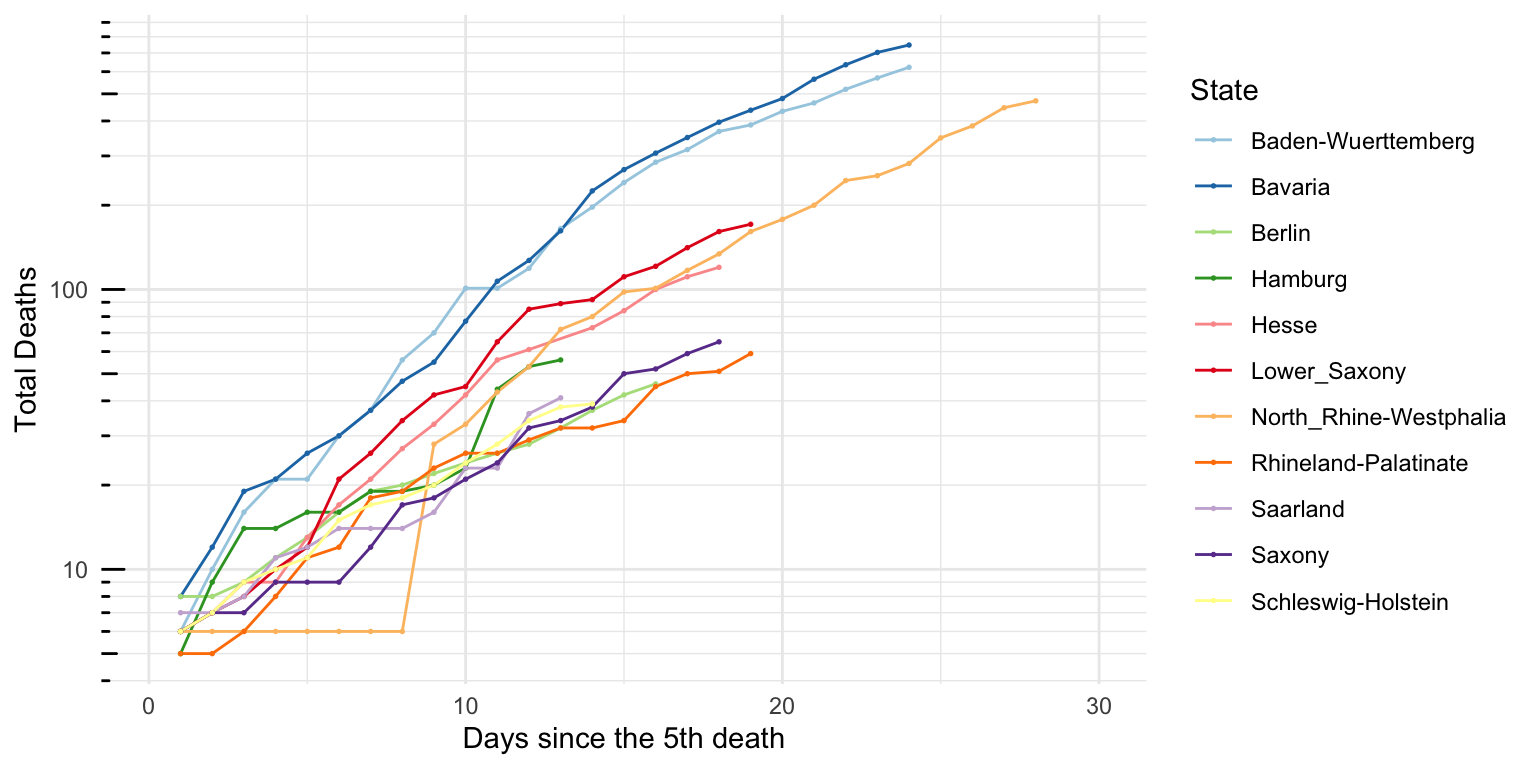 Total Deaths
100
10
0
10
20
30
Days since the 5th death
State
Baden-Wuerttemberg
Bavaria
Berlin
Hamburg
Hesse
Lower_Saxony
North_Rhine-Westphalia
Rhineland-Palatinate
Saarland
Saxony
Schleswig-Holstein